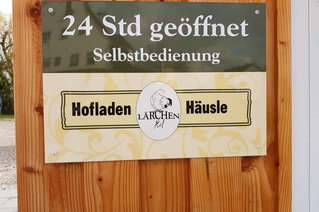 24 Std geöffnet
Selbstbedienung
Hofladen Häusle
LÄRCHEN
Hof